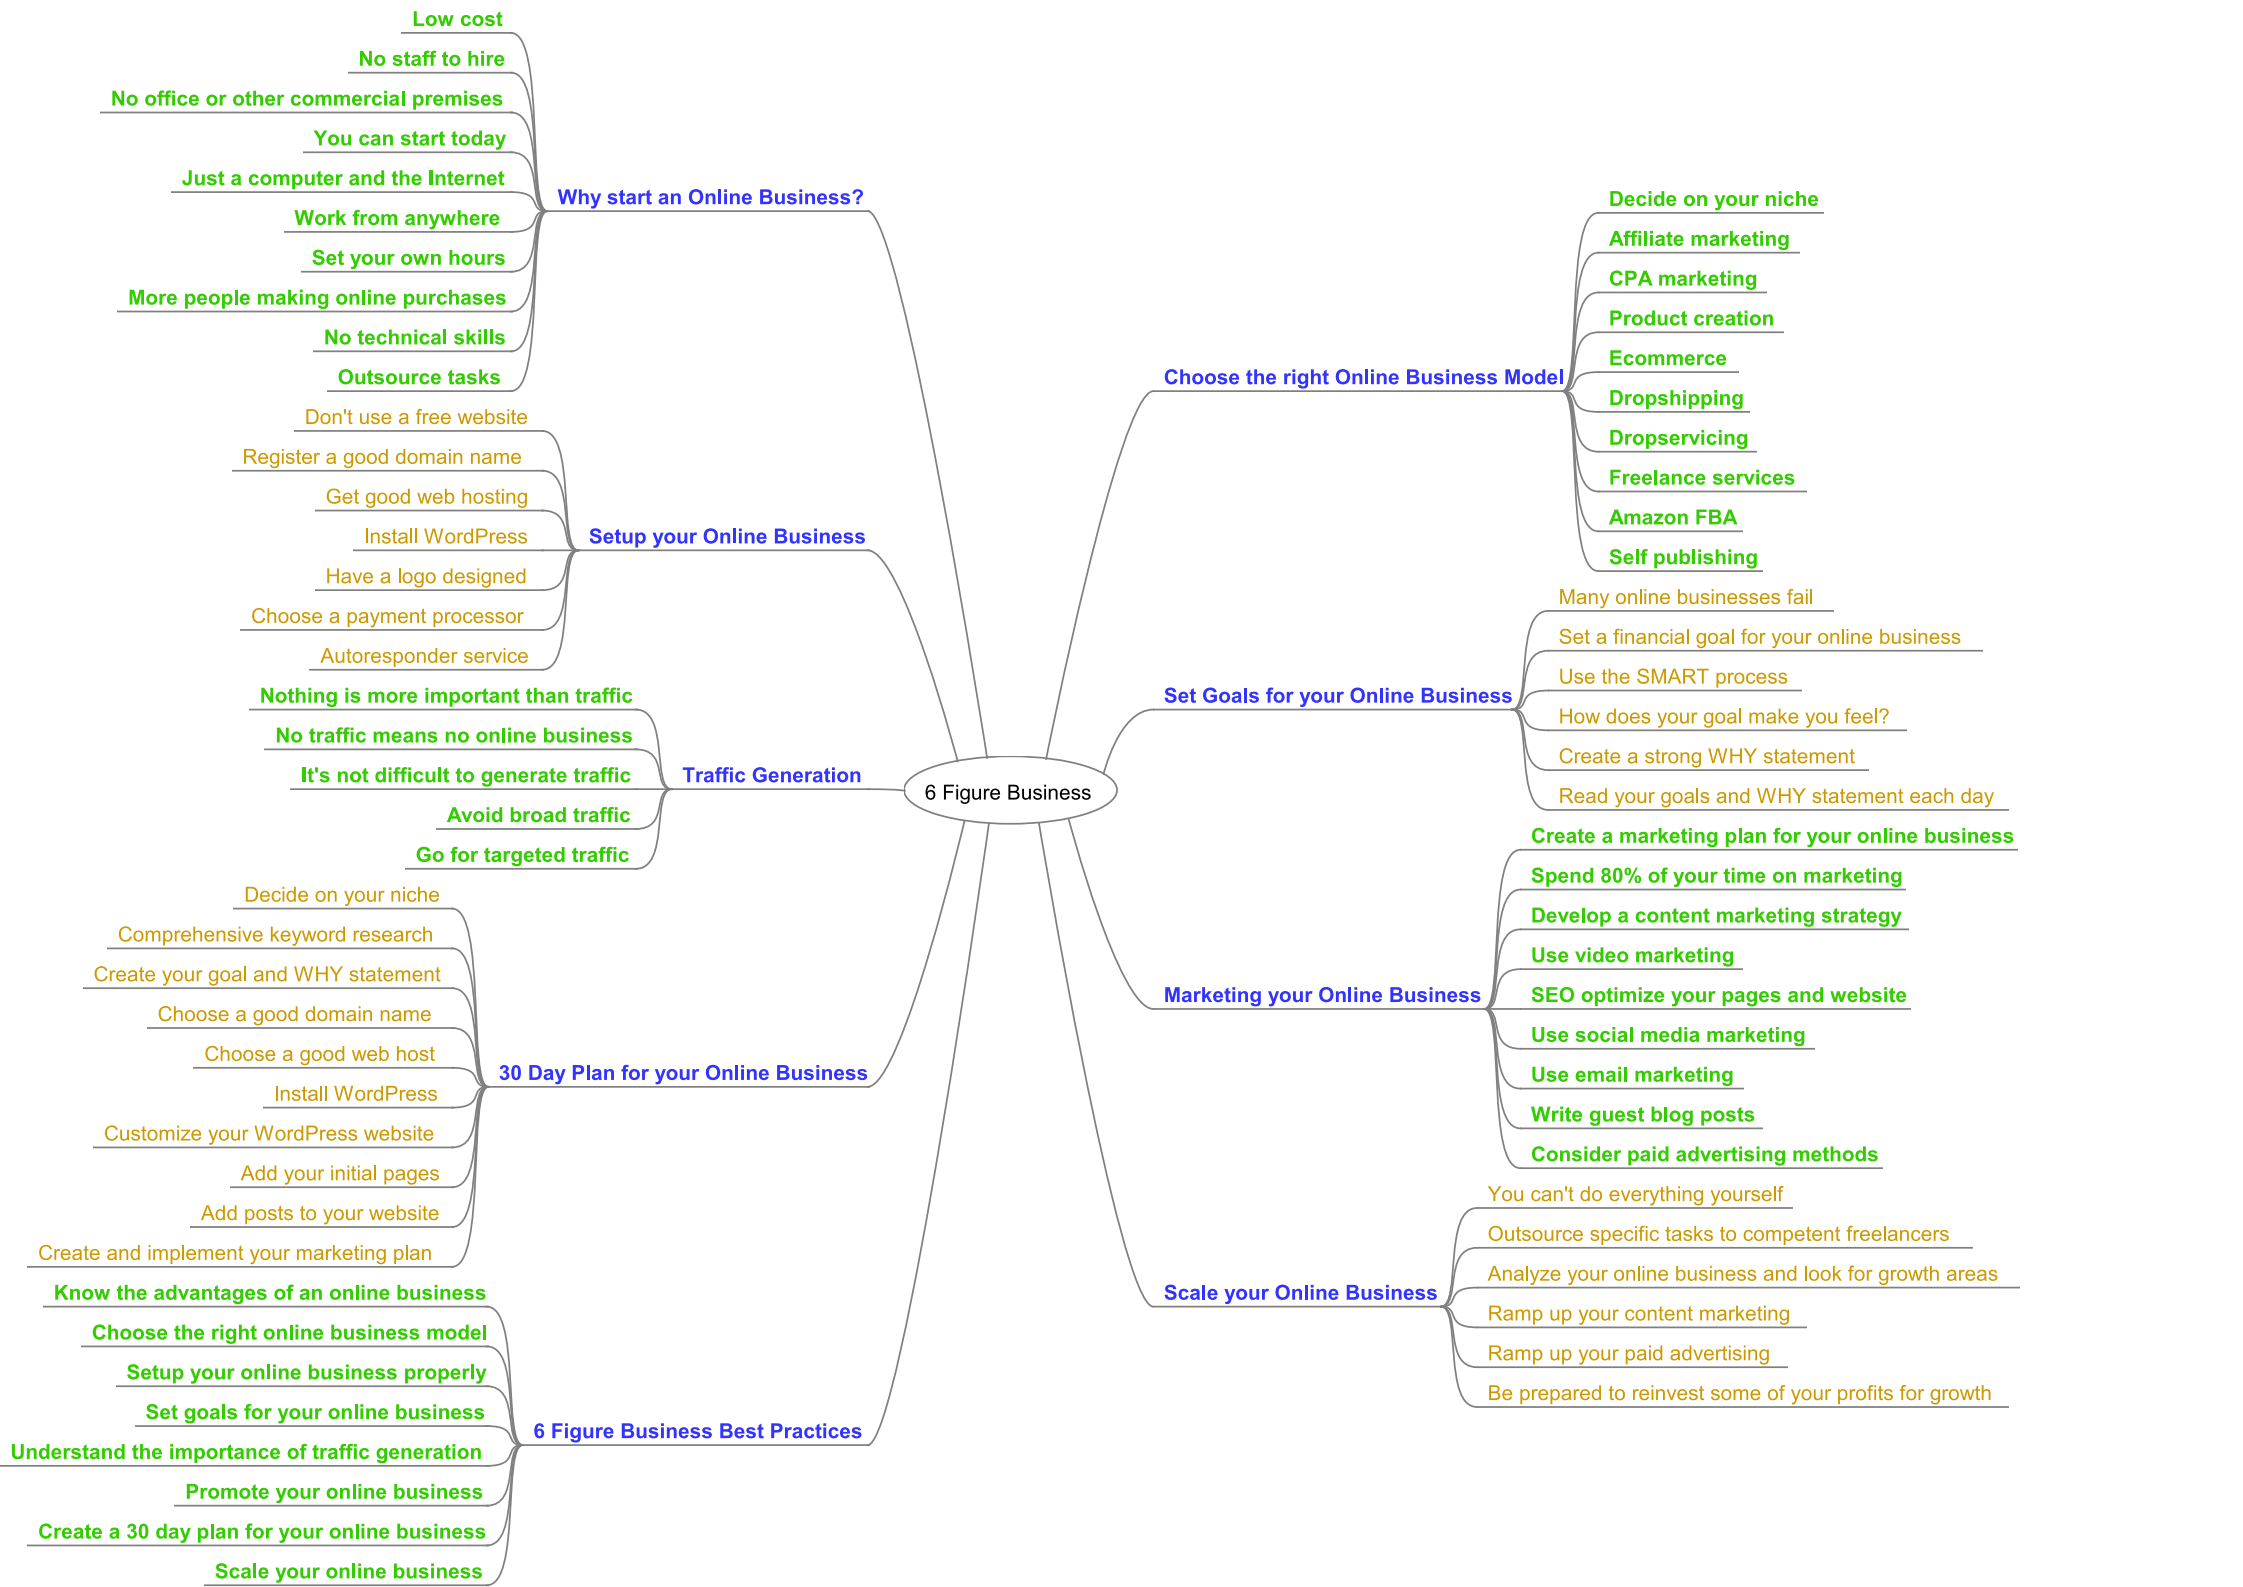 6 Figure Business
Why start an Online Business?
Low cost
No staff to hire
No office or other commercial premises
You can start today
Just a computer and the Internet
Work from anywhere
Set your own hours
More people making online purchases
No technical skills
Outsource tasks
Setup your Online Business
Don't use a free website
Register a good domain name
Get good web hosting
Install WordPress
Have a logo designed
Choose a payment processor
Autoresponder service
Traffic Generation
Nothing is more important than traffic
No traffic means no online business
It's not difficult to generate traffic
Avoid broad traffic
Go for targeted traffic
30 Day Plan for your Online Business
Decide on your niche
Comprehensive keyword research
Create your goal and WHY statement
Choose a good domain name
Choose a good web host
Install WordPress
Customize your WordPress website
Add your initial pages
Add posts to your website
Create and implement your marketing plan
6 Figure Business Best Practices
Know the advantages of an online business
Choose the right online business model
Setup your online business properly
Set goals for your online business
Understand the importance of traffic generation
Promote your online business
Create a 30 day plan for your online business
Scale your online business
Choose the right Online Business Model
Decide on your niche
Affiliate marketing
CPA marketing
Product creation
Ecommerce
Dropshipping
Dropservicing
Freelance services
Amazon FBA
Self publishing
Set Goals for your Online Business
Many online businesses fail
Set a financial goal for your online business
Use the SMART process
How does your goal make you feel?
Create a strong WHY statement
Read your goals and WHY statement each day
Marketing your Online Business
Create a marketing plan for your online business
Spend 80% of your time on marketing
Develop a content marketing strategy
Use video marketing
SEO optimize your pages and website
Use social media marketing
Use email marketing
Write guest blog posts
Consider paid advertising methods
Scale your Online Business
You can't do everything yourself
Outsource specific tasks to competent freelancers
Analyze your online business and look for growth areas
Ramp up your content marketing
Ramp up your paid advertising
Be prepared to reinvest some of your profits for growth